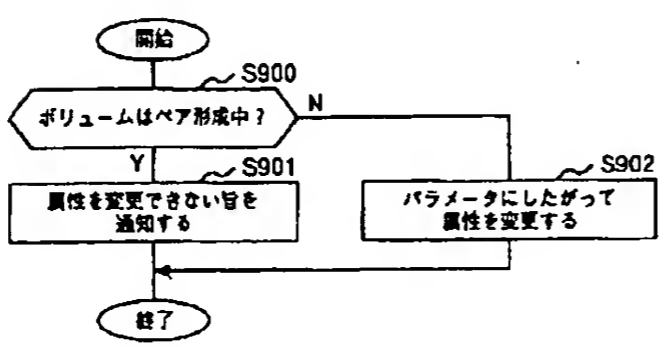 開始
S900
ボリュームはペア形成中?
N
Y
S901
S902
属性を変更できない旨を
通知する
パラメータにしたがって
属性を変更する
終了